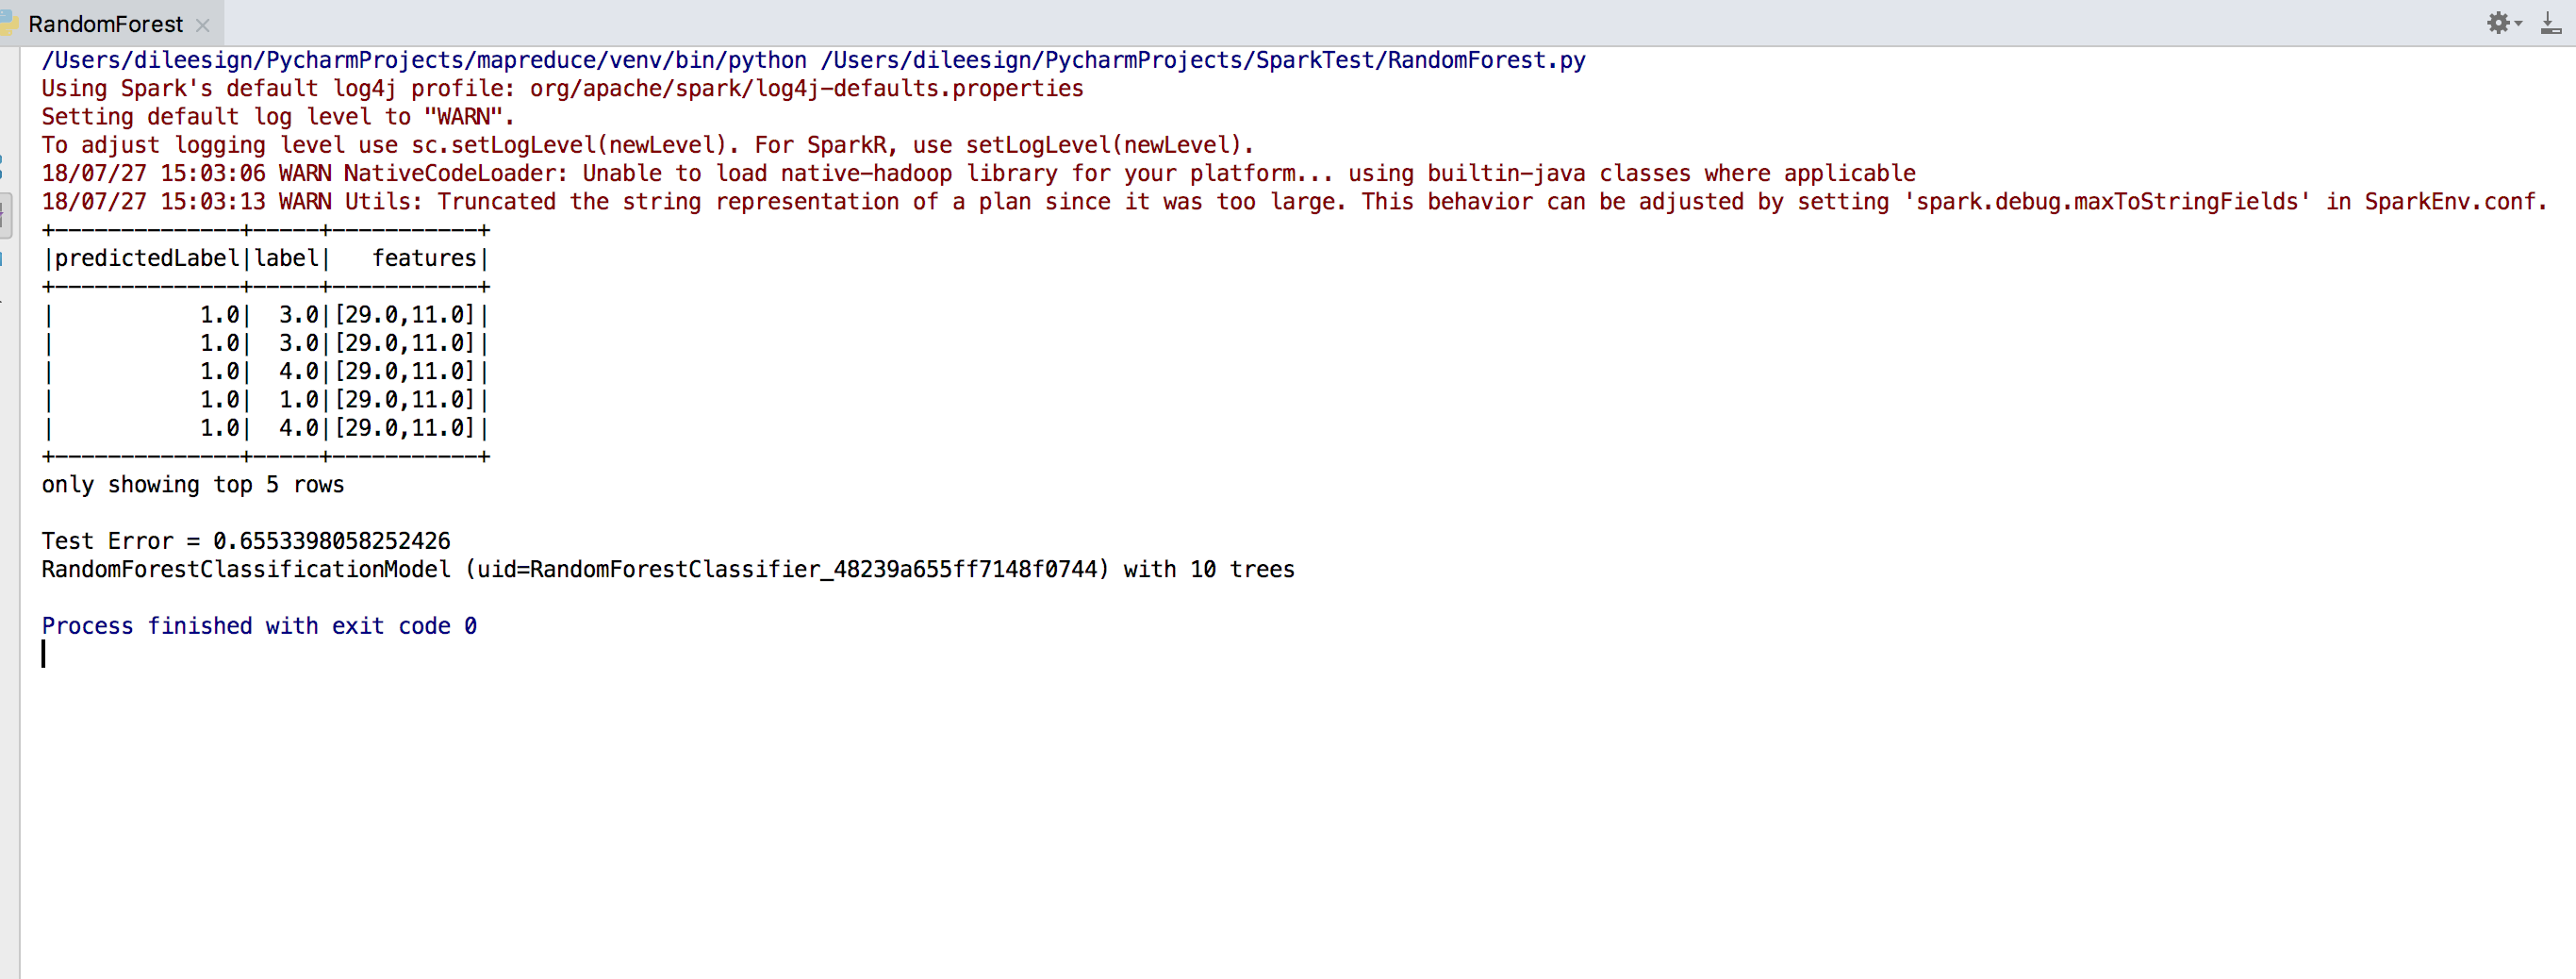 RandomForest
/Users/dileesign/PycharmProjects/mapreduce/venv/bin/python /Users/dileesign/PycharmProjects/SparkTest/RandomForest.py
Using Spark's default log4j profile: org/apache/spark/log4j-defaults.properties
Setting default log level to "WARN".
To adjust logging level use sc.setLogLevel(newLevel). For SparkR, use setLogLevel(newLevel).
18/07/27 15:03:06 WARN NativeCodeLoader: Unable to load native-hadoop library for your platform... using builtin-java classes where applicable
18/07/27 15:03:13 WARN Utils: Truncated the string representation of a plan since it was too large. This behavior can be adjusted by setting 'spark.debug.maxToStringFields' in SparkEnv.conf.
+--------------+-----+-----------+
|predictedLabel|label|   features|
+--------------+-----+-----------+
|           1.0|  3.0|[29.0,11.0]|
|           1.0|  3.0|[29.0,11.0]|
|           1.0|  4.0|[29.0,11.0]|
|           1.0|  1.0|[29.0,11.0]|
|           1.0|  4.0|[29.0,11.0]|
+--------------+-----+-----------+
only showing top 5 rows
Test Error = 0.6553398058252426
RandomForestClassificationModel (uid=RandomForestClassifier_48239a655ff7148f0744) with 10 trees
Process finished with exit code 0